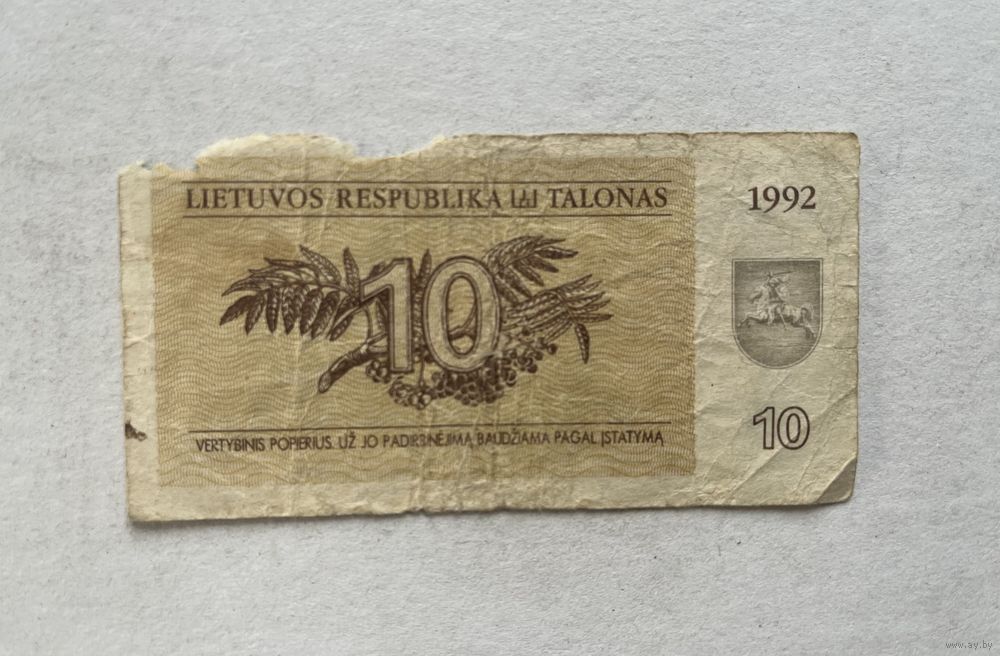 LIETUVOS RESPUBLIKA TALONAS
1992
10
VERTYBINIS POPIERIUS. UŽ JO PADIRBINĖJIMĄ BAUDŽIAMA PAGAL ĮSTATYMĄ
10
www.ay.by